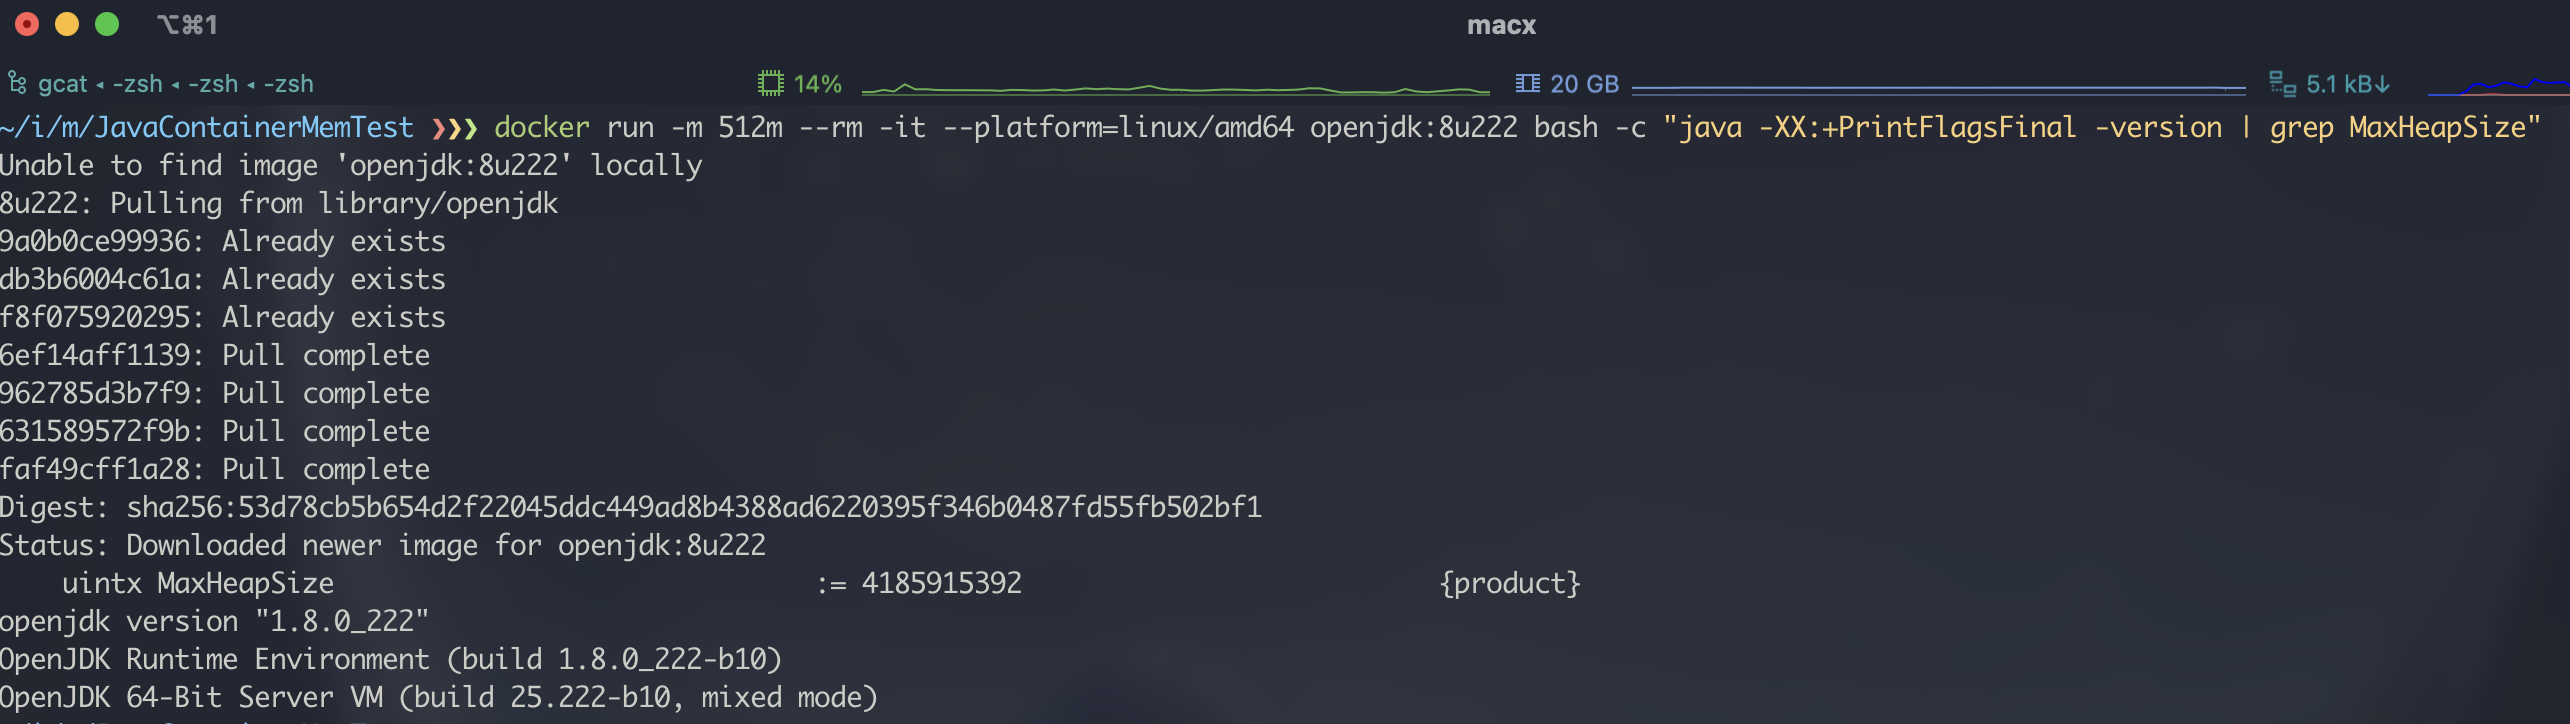 ⌥⌘1 macx
gcat ◂ -zsh ◂ -zsh ◂ -zsh 14% 20 GB 5.1 kB↓
~/i/m/JavaContainerMemTest ❯❯❯ docker run -m 512m --rm -it --platform=linux/amd64 openjdk:8u222 bash -c "java -XX:+PrintFlagsFinal -version | grep MaxHeapSize"
Unable to find image 'openjdk:8u222' locally
8u222: Pulling from library/openjdk
9a0b0ce99936: Already exists
db3b6004c61a: Already exists
f8f075920295: Already exists
6ef14aff1139: Pull complete
962785d3b7f9: Pull complete
631589572f9b: Pull complete
faf49cff1a28: Pull complete
Digest: sha256:53d78cb5b654d2f22045ddc449ad8b4388ad6220395f346b0487fd55fb502bf1
Status: Downloaded newer image for openjdk:8u222
uintx MaxHeapSize := 4185915392 {product}
openjdk version "1.8.0_222"
OpenJDK Runtime Environment (build 1.8.0_222-b10)
OpenJDK 64-Bit Server VM (build 25.222-b10, mixed mode)